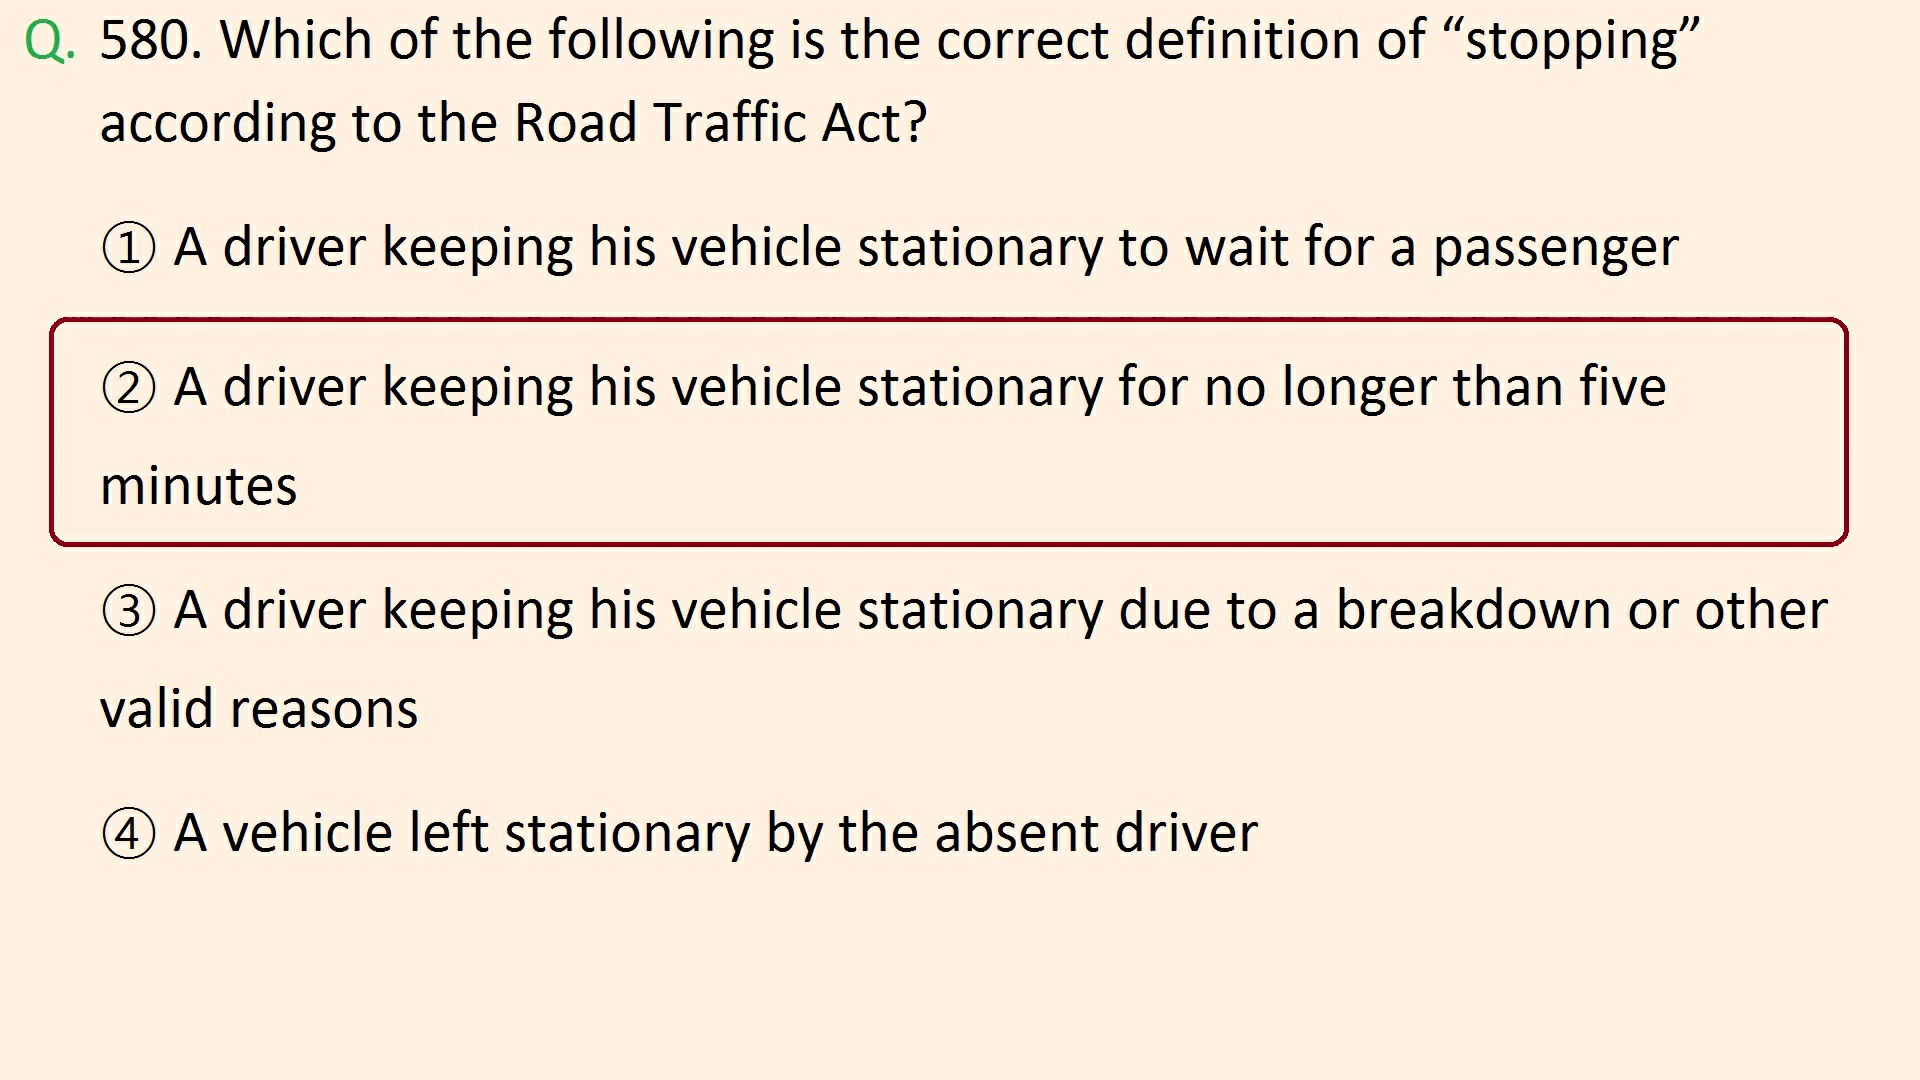 Q. 580. Which of the following is the correct definition of “stopping”
according to the Road Traffic Act?
① A driver keeping his vehicle stationary to wait for a passenger
② A driver keeping his vehicle stationary for no longer than five
minutes
③ A driver keeping his vehicle stationary due to a breakdown or other
valid reasons
④ A vehicle left stationary by the absent driver